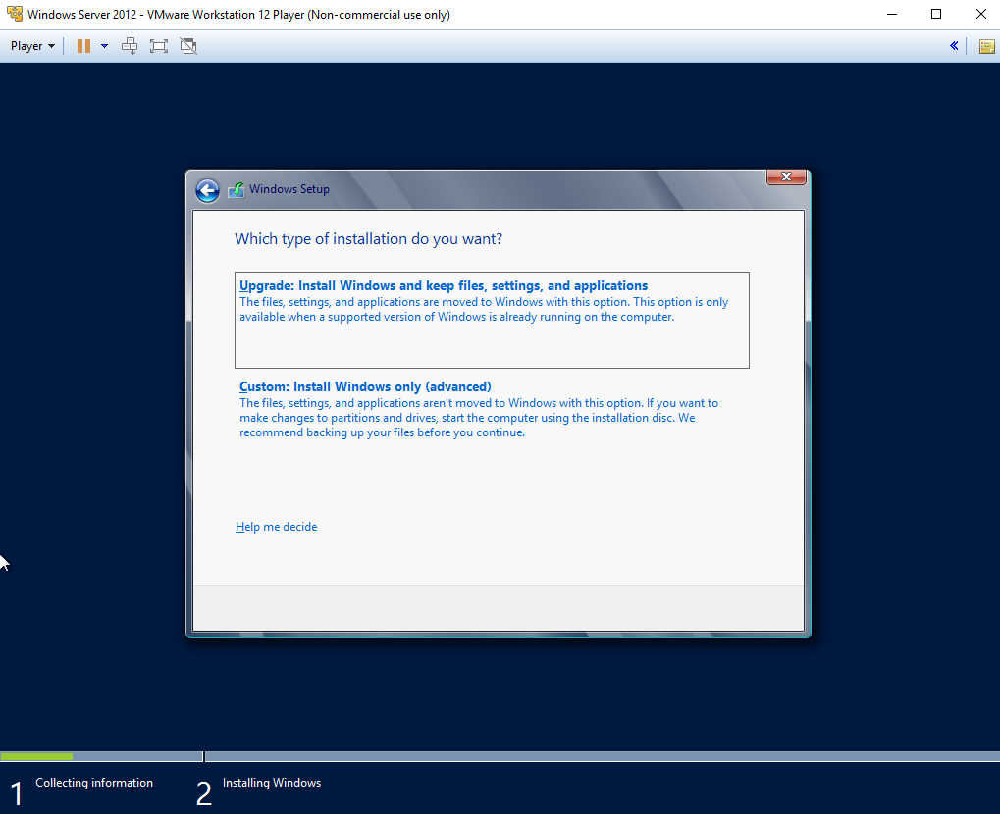 Windows Server 2012 - VMware Workstation 12 Player (Non-commercial use only)
Player
Windows Setup
Which type of installation do you want?
Upgrade: Install Windows and keep files, settings, and applications
The files, settings, and applications are moved to Windows with this option. This option is only
available when a supported version of Windows is already running on the computer.
Custom: Install Windows only (advanced)
The files, settings, and applications aren't moved to Windows with this option. If you want to
make changes to partitions and drives, start the computer using the installation disc. We
recommend backing up your files before you continue.
Help me decide
1 Collecting information
2 Installing Windows